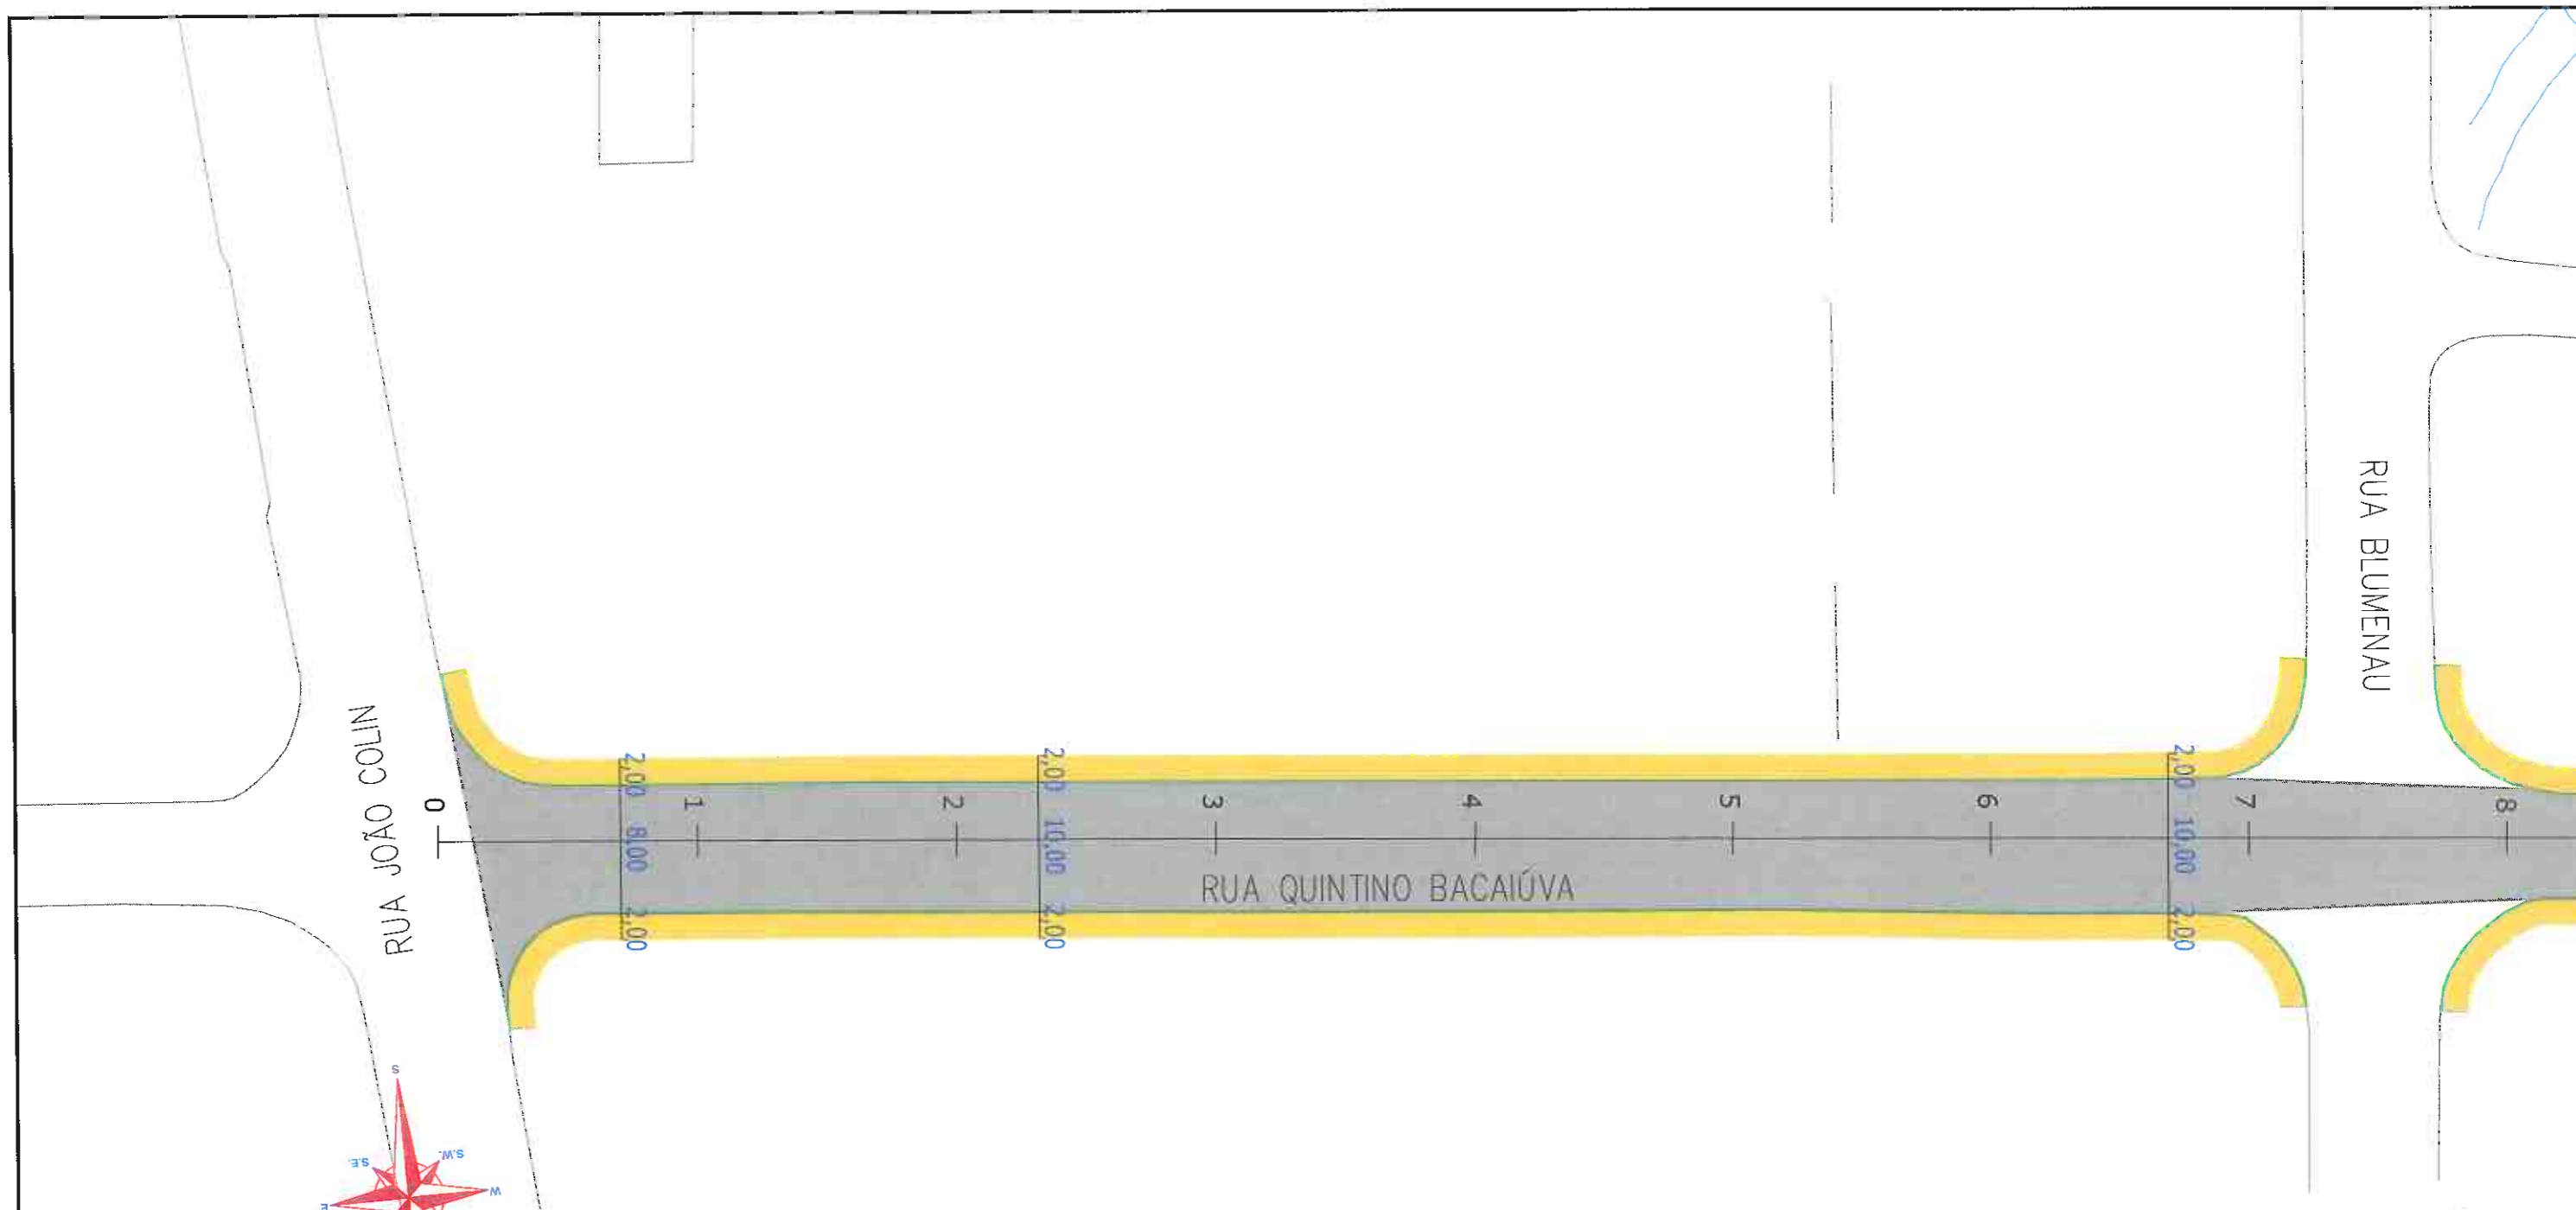 RUA BLUMENAU
RUA JOÃO COLIN
2,00
8,00
2,00
2,00
10,00
2,00
2,00
10,00
2,00
0
1
2
3
4
5
6
7
8
RUA QUINTINO BACAIÚVA
S
S.E.
S.W.
W
E